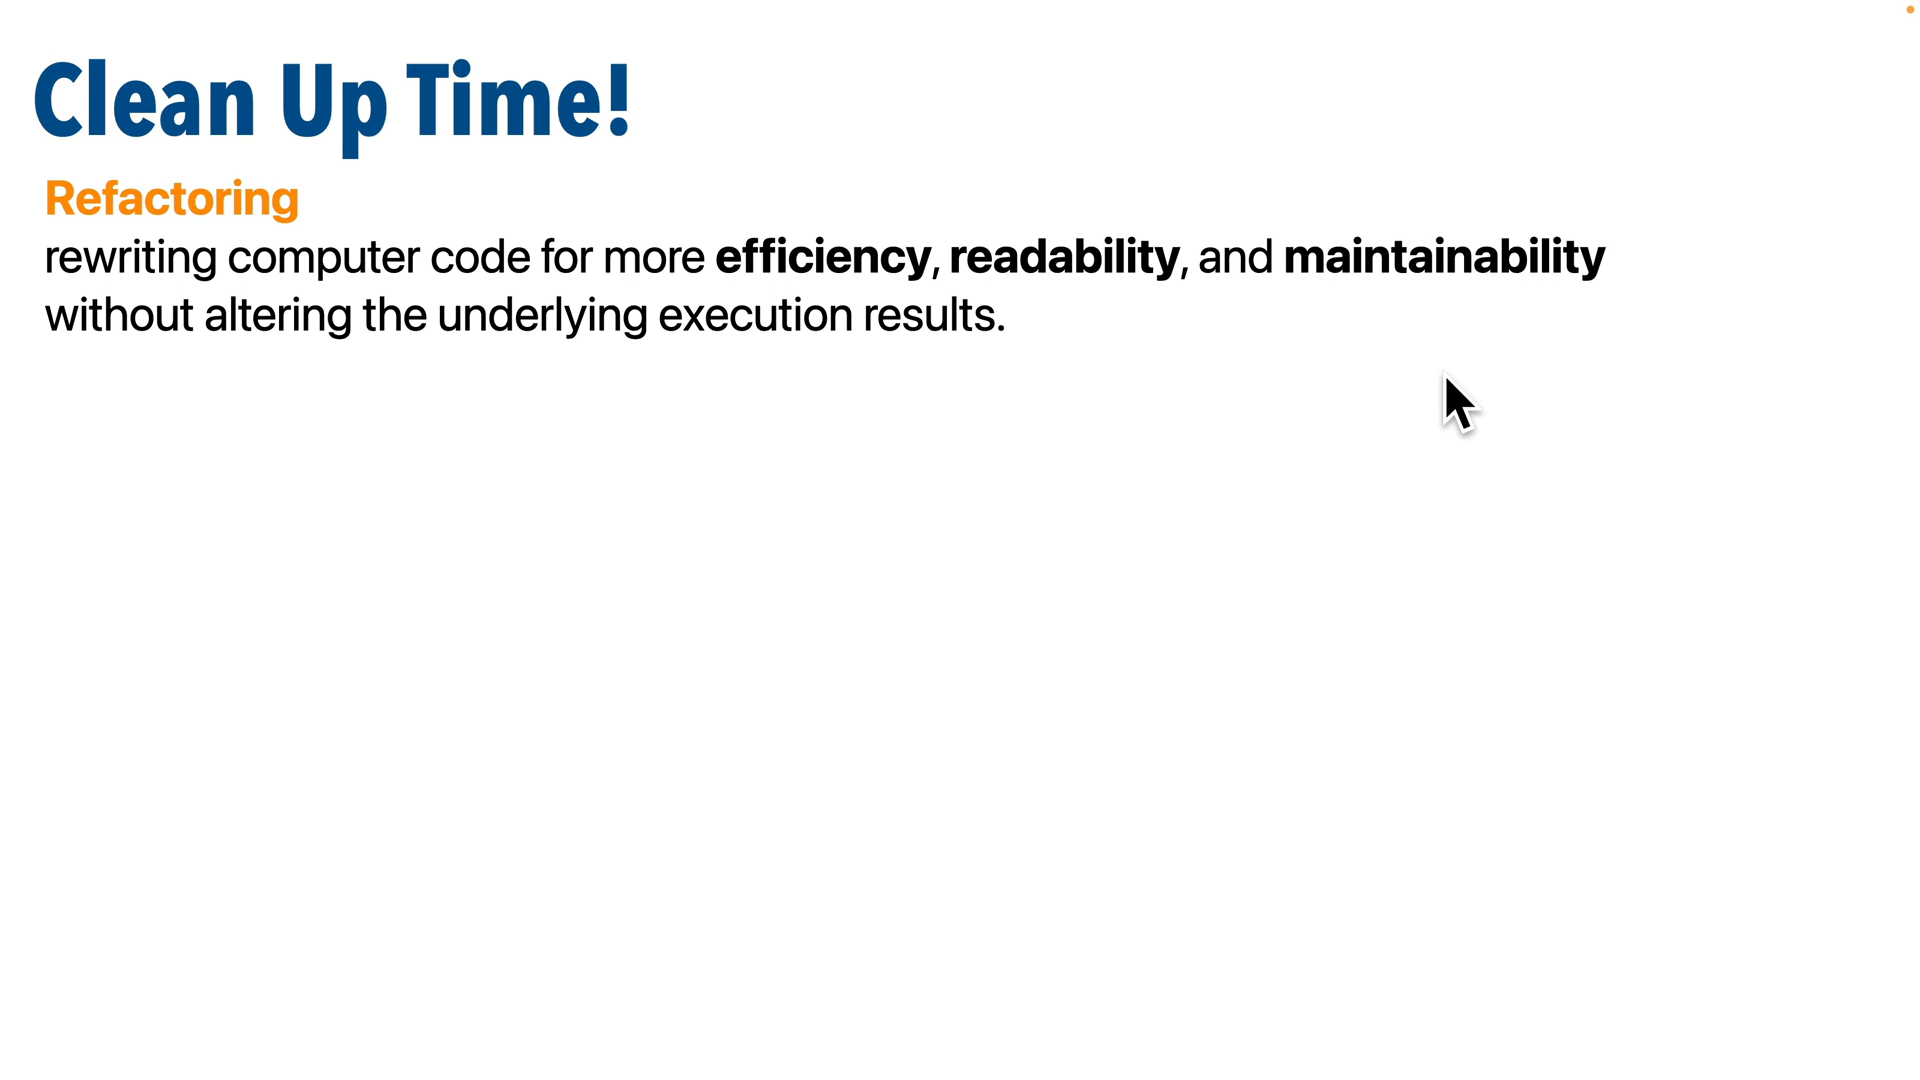 Clean Up Time!
Refactoring
rewriting computer code for more efficiency, readability, and maintainability
without altering the underlying execution results.